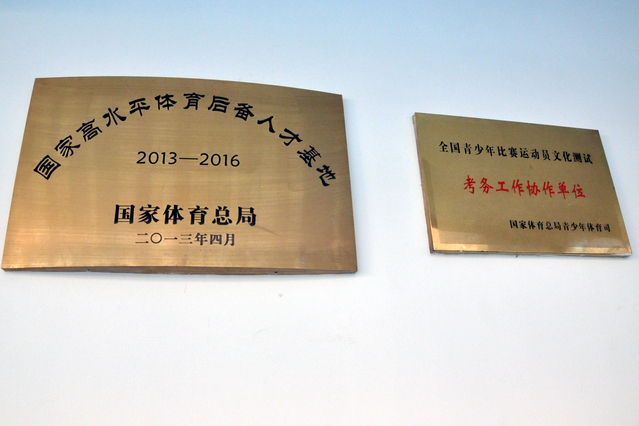 国家高水平体育后备人才基地
2013—2016
国家体育总局
二〇一三年四月
全国青少年比赛运动员文化测试
考务工作协作单位
国家体育总局青少年体育司